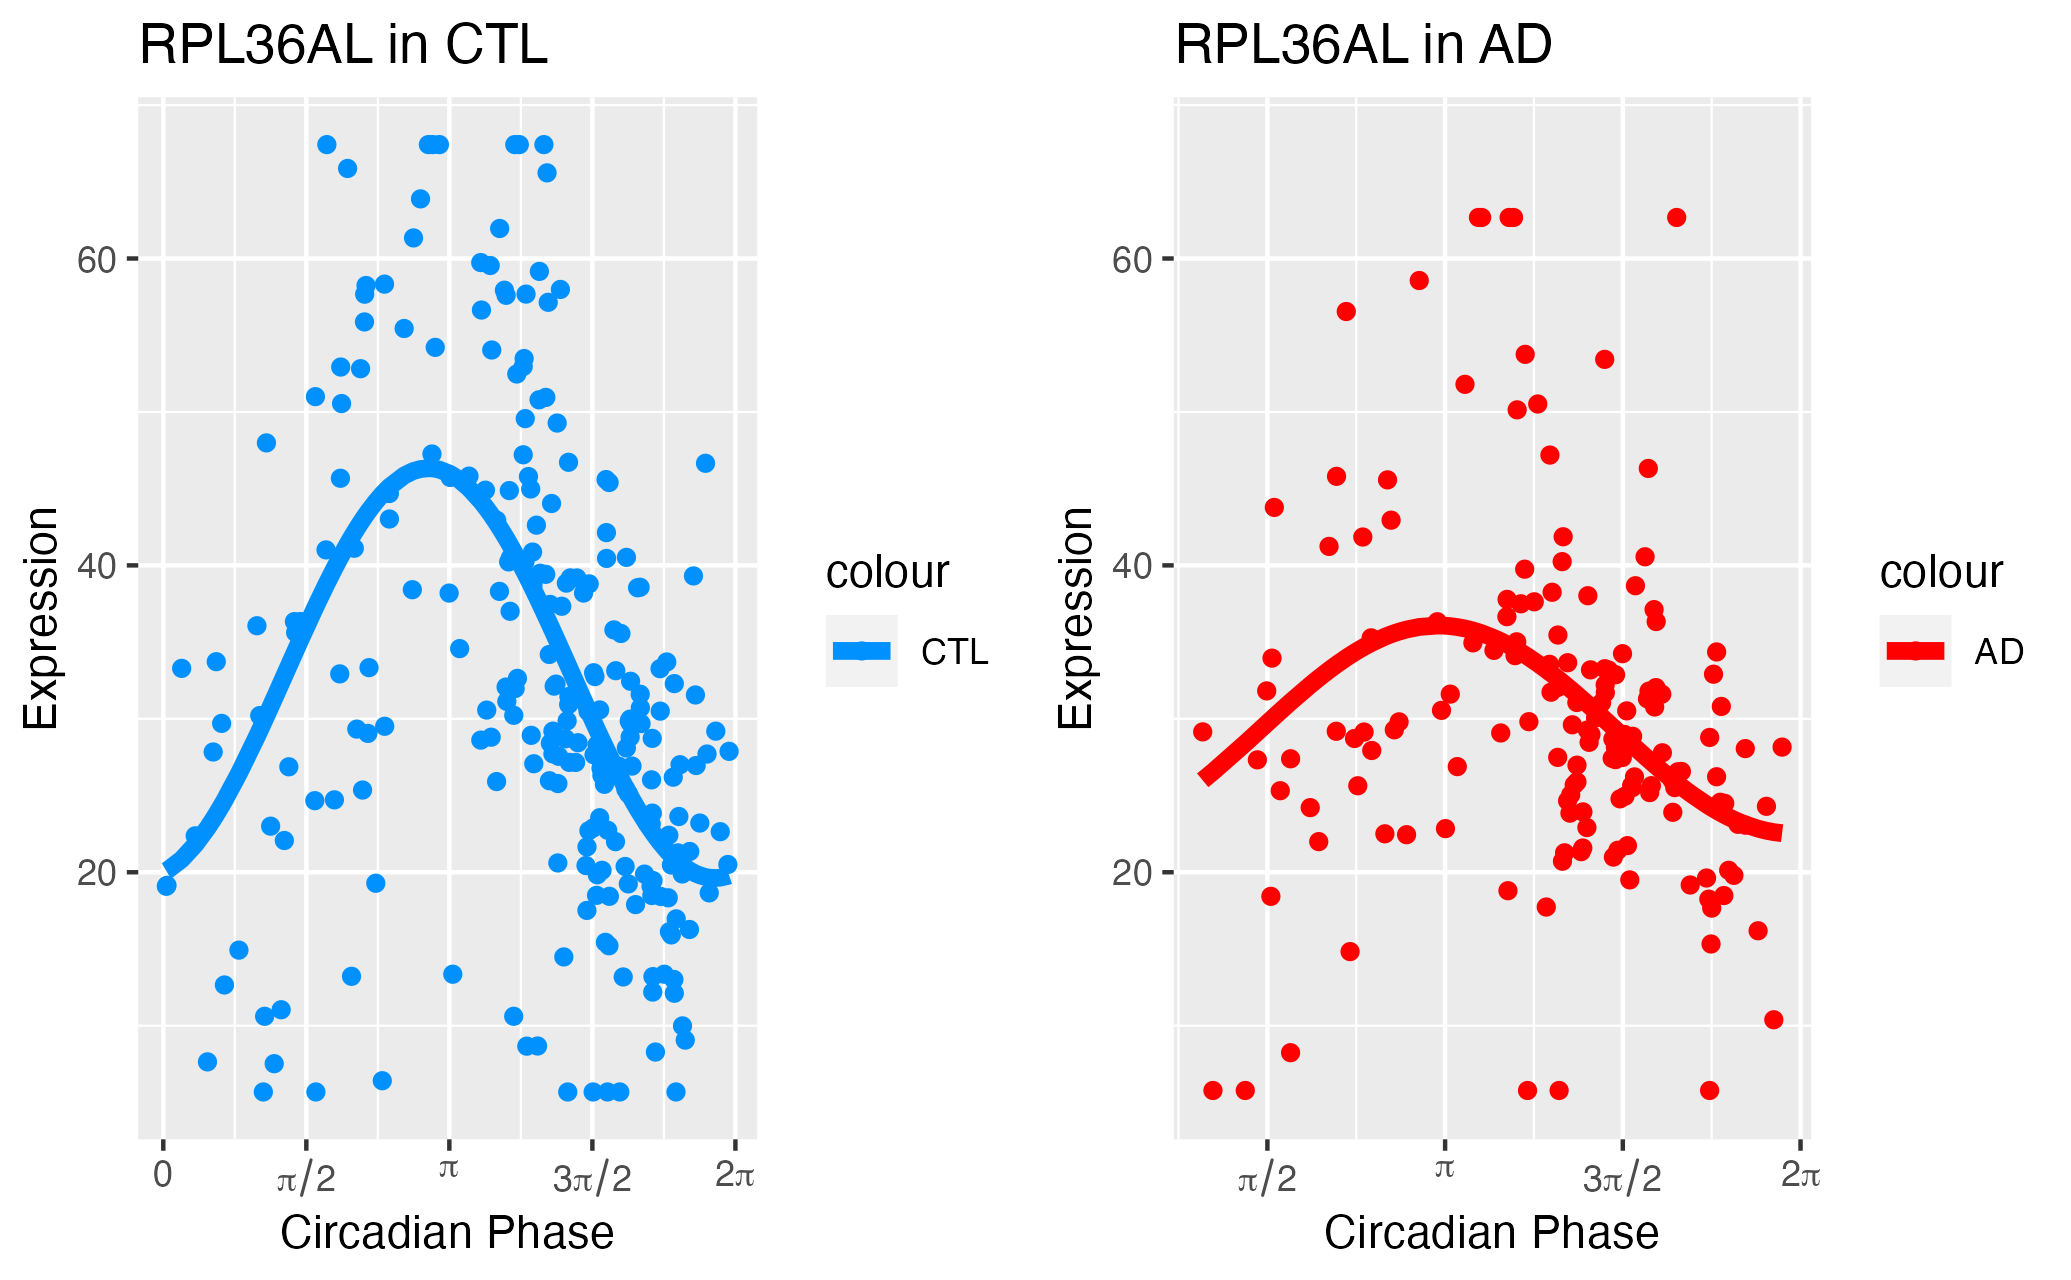 RPL36AL in CTL
Expression
60
40
20
0
π/2
π
3π/2
2π
Circadian Phase
colour
CTL
RPL36AL in AD
Expression
60
40
20
π/2
π
3π/2
2π
Circadian Phase
colour
AD